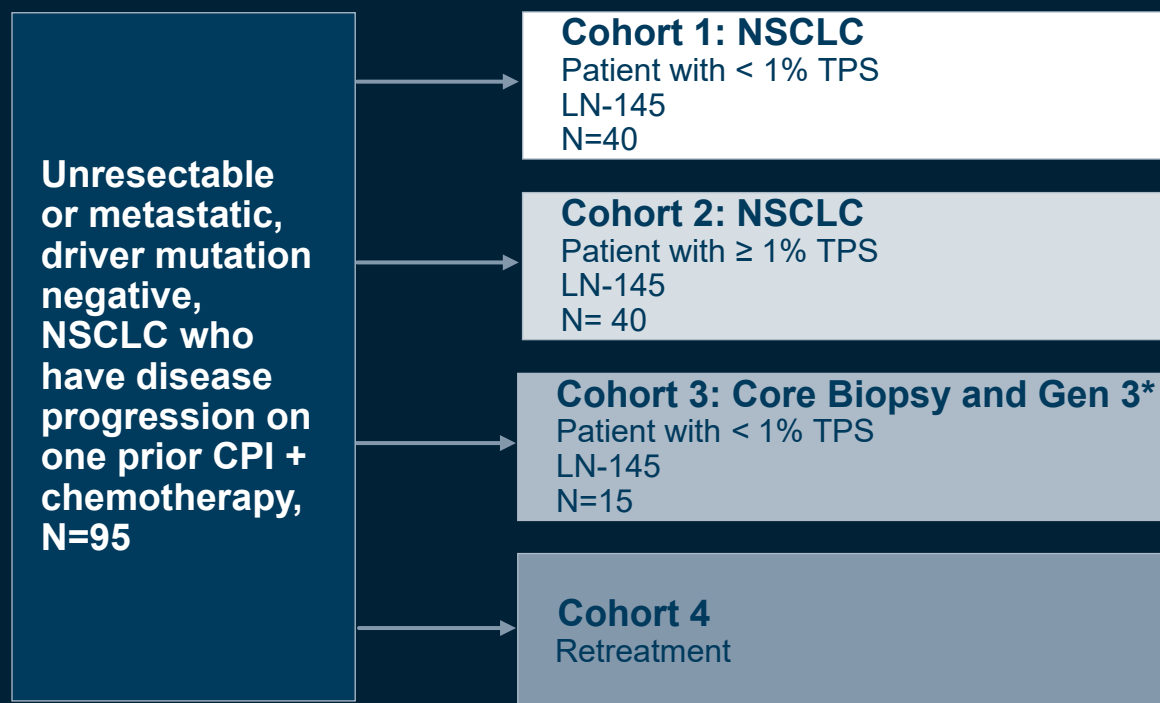 Unresectable
or metastatic,
driver mutation
negative,
NSCLC who
have disease
progression on
one prior CPI +
chemotherapy,
N=95
Cohort 1: NSCLC
Patient with < 1% TPS
LN-145
N=40
Cohort 2: NSCLC
Patient with ≥ 1% TPS
LN-145
N= 40
Cohort 3: Core Biopsy and Gen 3*
Patient with < 1% TPS
LN-145
N=15
Cohort 4
Retreatment